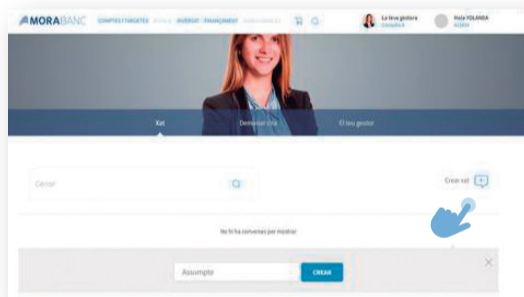 MORABANC COMPTES I TARGETES INVERSIÓ FINANÇAMENT
La teva gestora
Hola YOLANDA
Xat Demanar cita El teu gestor
Cercar
Crear xat
No hi ha converses per mostrar
Assumpte
CREAR